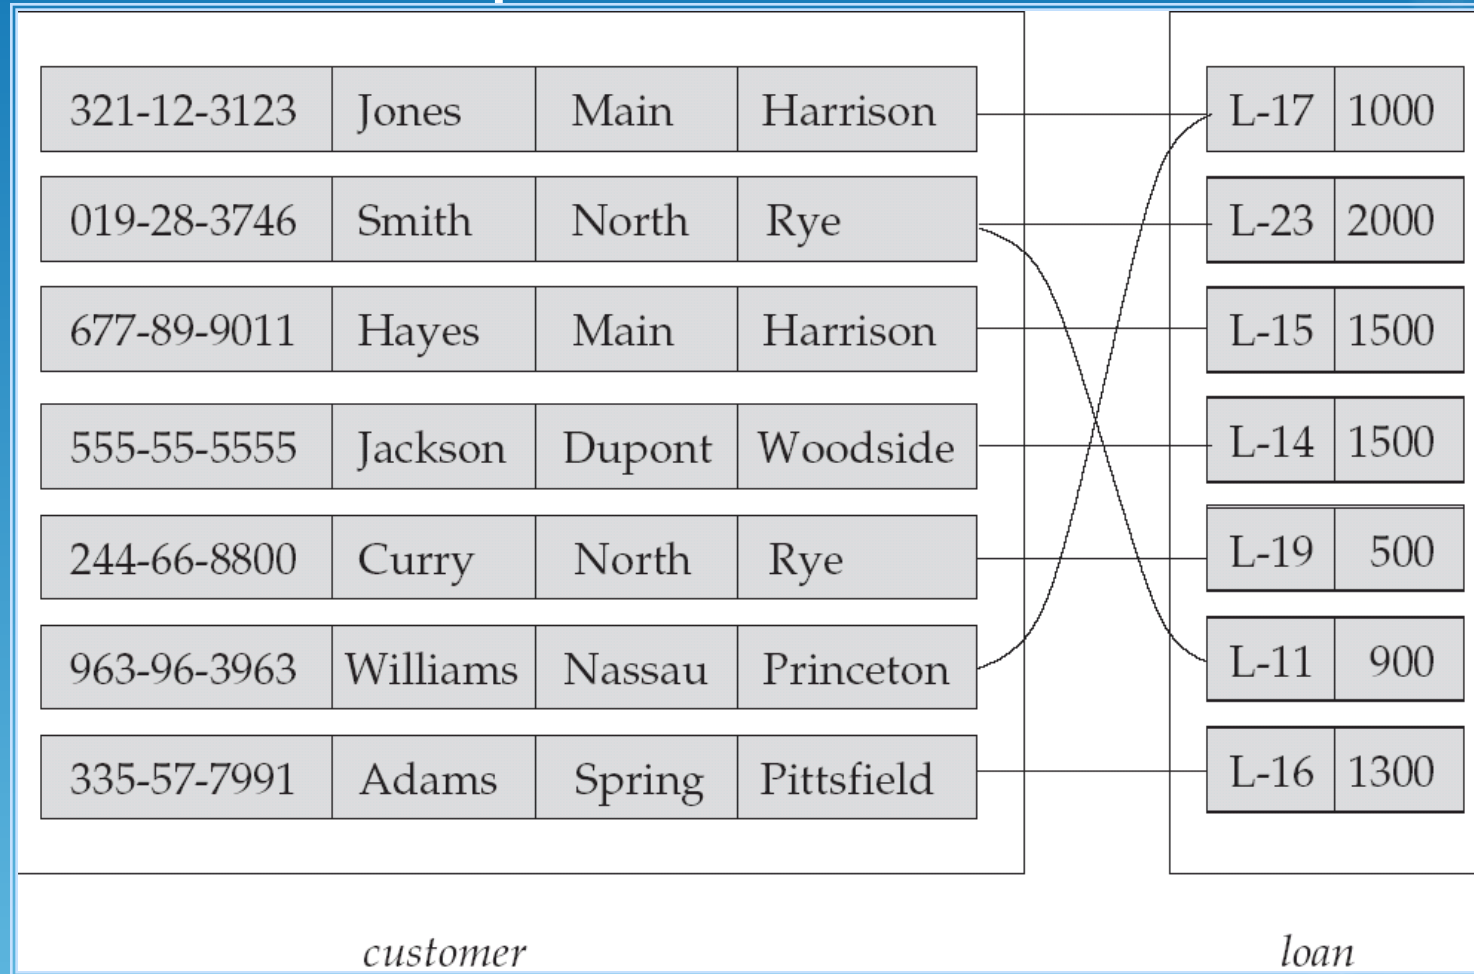 321-12-3123 Jones Main Harrison L-17 1000
019-28-3746 Smith North Rye L-23 2000
677-89-9011 Hayes Main Harrison L-15 1500
555-55-5555 Jackson Dupont Woodside L-14 1500
244-66-8800 Curry North Rye L-19 500
963-96-3963 Williams Nassau Princeton L-11 900
335-57-7991 Adams Spring Pittsfield L-16 1300
customer loan